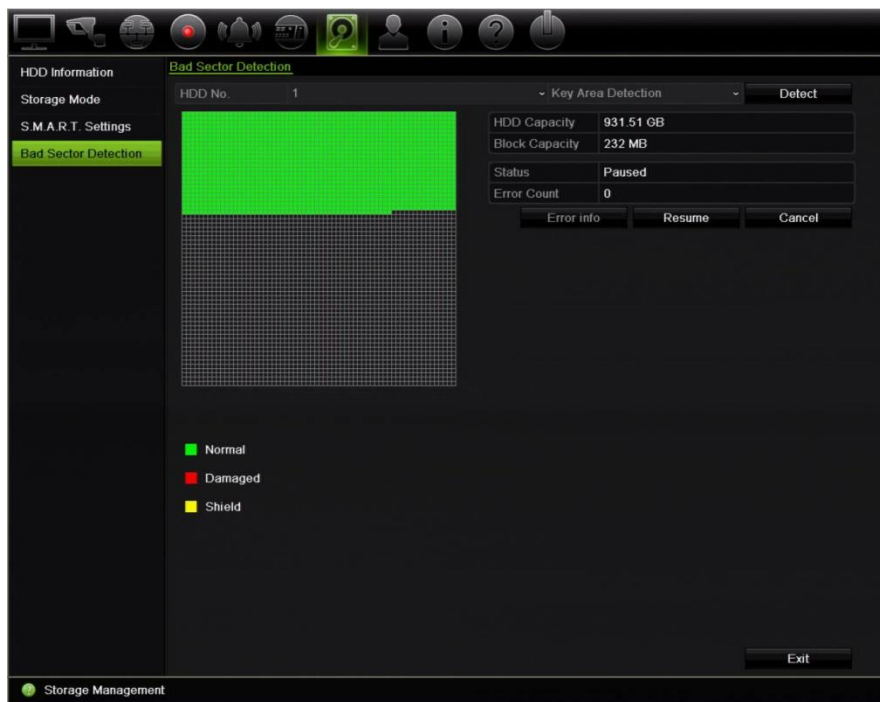 HDD Information
Storage Mode
S.M.A.R.T. Settings
Bad Sector Detection
Bad Sector Detection
HDD No. 1 Key Area Detection Detect
HDD Capacity 931.51 GB
Block Capacity 232 MB
Status Paused
Error Count 0
Error info Resume Cancel
Normal
Damaged
Shield
Exit
Storage Management